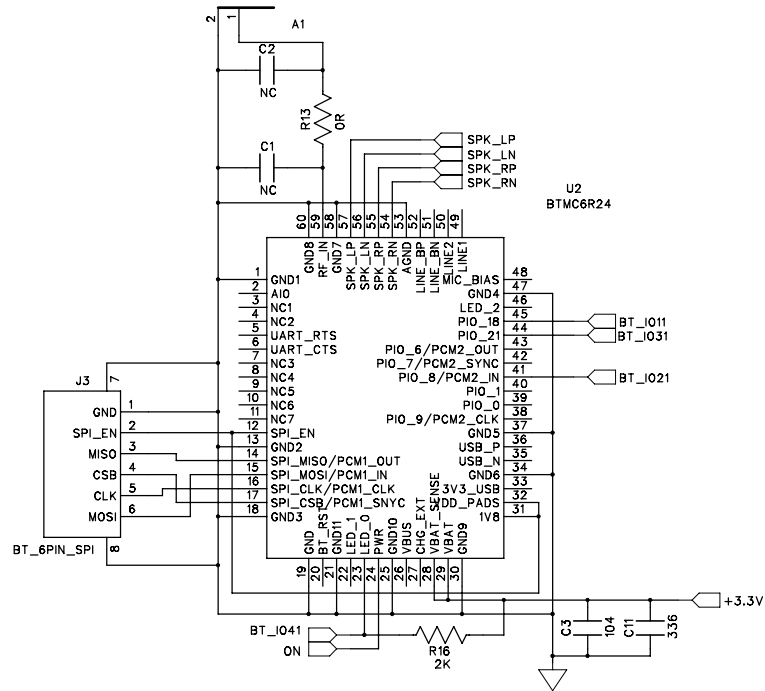 2
1
A1
C2
NC
R13
0R
C1
NC
SPK_LP
SPK_LN
SPK_RP
SPK_RN
U2
BTMC6R24
60
59
58
57
56
55
54
53
52
51
50
49
GND8
RF_IN
GND7
SPK_LP
SPK_LN
SPK_RP
SPK_RN
AGND
LINE_BP
LINE_BN
LINE2
LINE1
1 GND1
2 AIO
3 NC1
4 NC2
5 UART_RTS
6 UART_CTS
7 NC3
8 NC4
9 NC5
10 NC6
11 NC7
12 SPI_EN
13 GND2
14 SPI_MISO/PCM1_OUT
15 SPI_MOSI/PCM1_IN
16 SPI_CLK/PCM1_CLK
17 SPI_CSB/PCM1_SNYC
18 GND3
MIC_BIAS 48
GND4 47
LED_2 46
PIO_18 45
PIO_21 44
PIO_6/PCM2_OUT 43
PIO_7/PCM2_SYNC 42
PIO_8/PCM2_IN 41
PIO_1 40
PIO_0 39
PIO_9/PCM2_CLK 38
GND5 37
USB_P 36
USB_N 35
GND6 34
3V3_USB 33
VDD_PADS 32
1V8 31
BT_IO11
BT_IO31
BT_IO21
J3
7
GND 1
SPI_EN 2
MISO 3
CSB 4
CLK 5
MOSI 6
8
BT_6PIN_SPI
GND
BT_RST
GND11
LED_1
LED_0
PWR
GND10
VBUS
CHG_EXT
VBAT_SENSE
VBAT
GND9
19
20
21
22
23
24
25
26
27
28
29
30
BT_IO41
ON
R16
2K
+3.3V
C3
104
C11
336